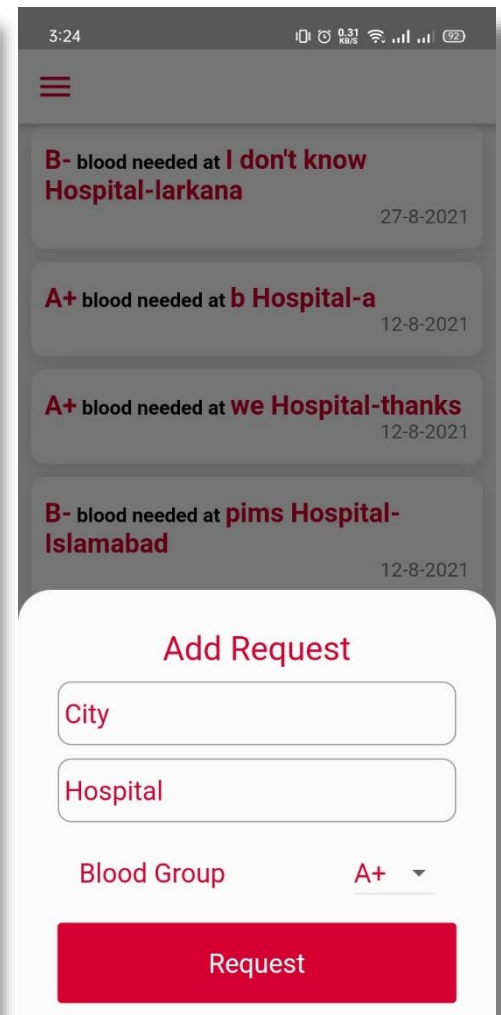 3:24 0.31 KB/S 92
B- blood needed at I don't know
Hospital-larkana
27-8-2021
A+ blood needed at b Hospital-a
12-8-2021
A+ blood needed at we Hospital-thanks
12-8-2021
B- blood needed at pims Hospital-
Islamabad
12-8-2021
Add Request
City
Hospital
Blood Group A+
Request